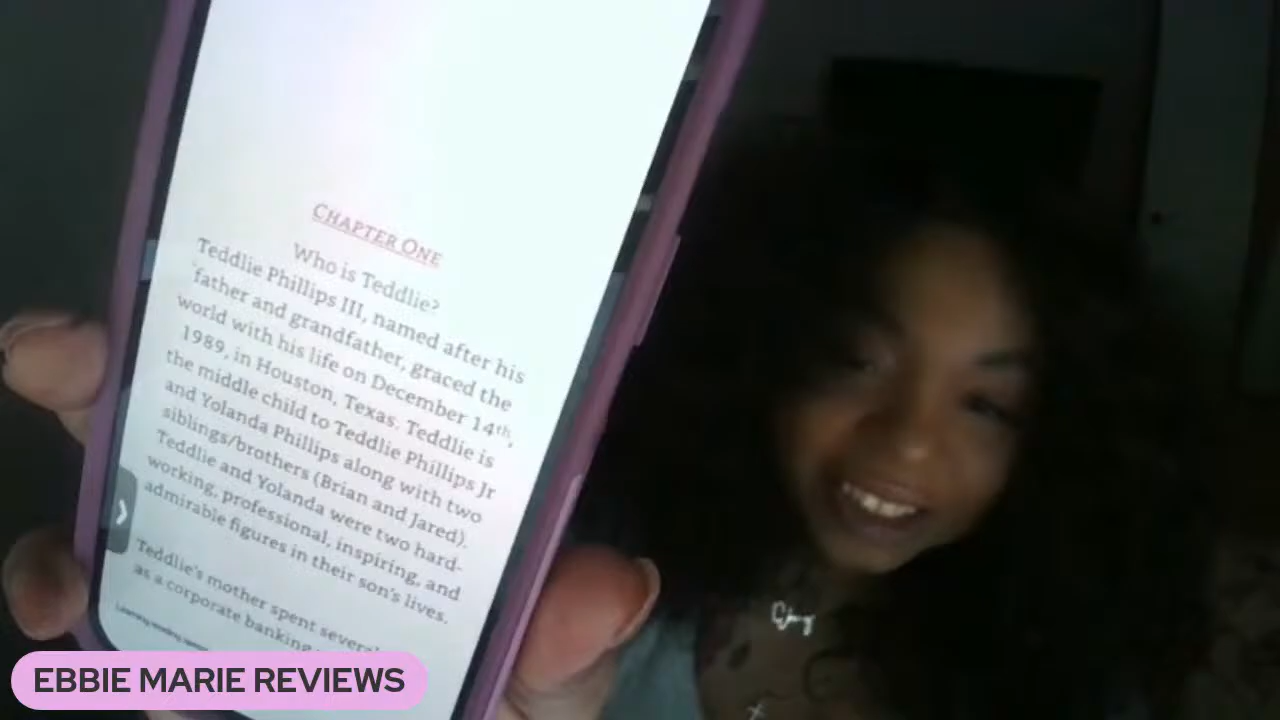 CHAPTER ONE
Who is Teddlie?
Teddlie Phillips III, named after his
father and grandfather, graced the
world with his life on December 14th,
1989, in Houston, Texas. Teddlie is
the middle child to Teddlie Phillips Jr
and Yolanda Phillips along with two
siblings/brothers (Brian and Jared).
Teddlie and Yolanda were two hard-
working, professional, inspiring, and
admirable figures in their son's lives.
Teddlie's mother spent several
as a corporate banking
Learning reading
EBBIE MARIE REVIEWS